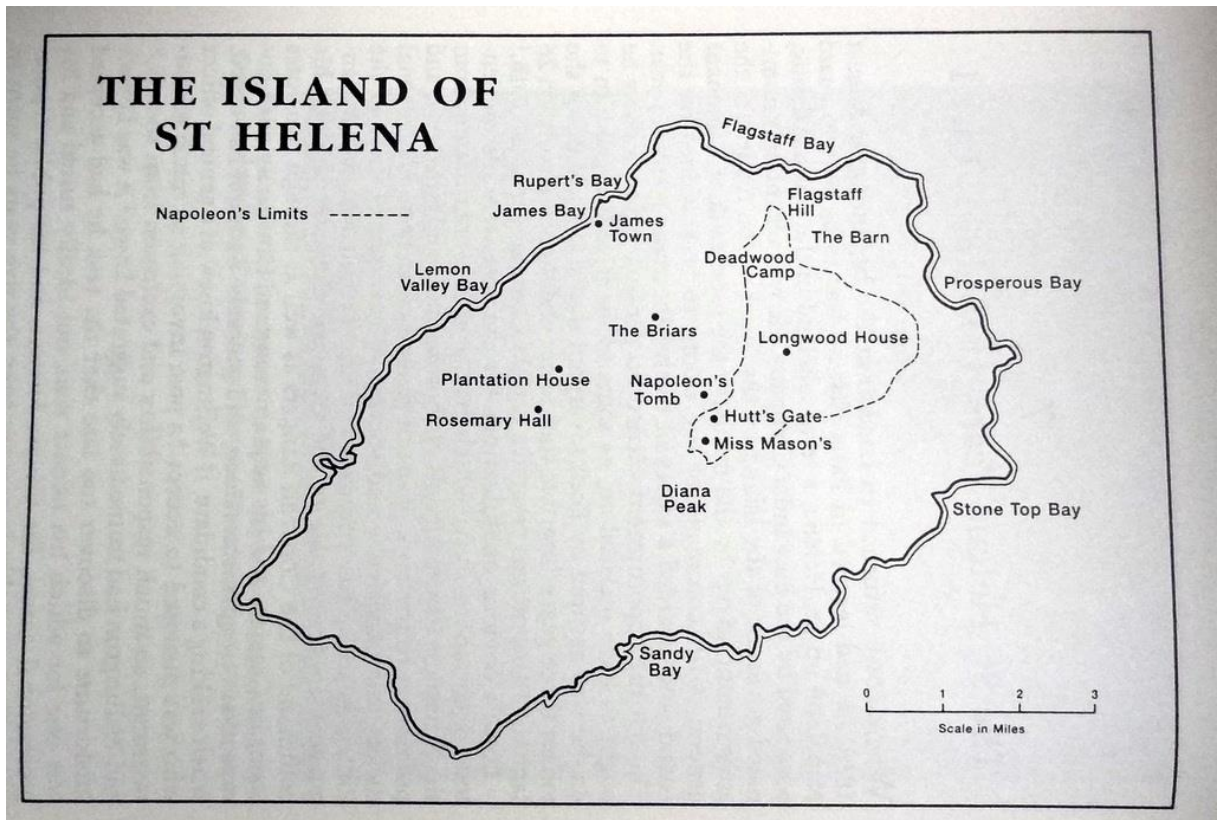 THE ISLAND OF
ST HELENA
Napoleon's Limits
Flagstaff Bay
Rupert's Bay
James Bay
James
Town
Flagstaff
Hill
The Barn
Deadwood
Camp
Lemon
Valley Bay
Prosperous Bay
The Briars
Longwood House
Plantation House
Napoleon's
Tomb
Rosemary Hall
Hutt's Gate
Miss Mason's
Diana
Peak
Stone Top Bay
Sandy
Bay
0 1 2 3
Scale in Miles